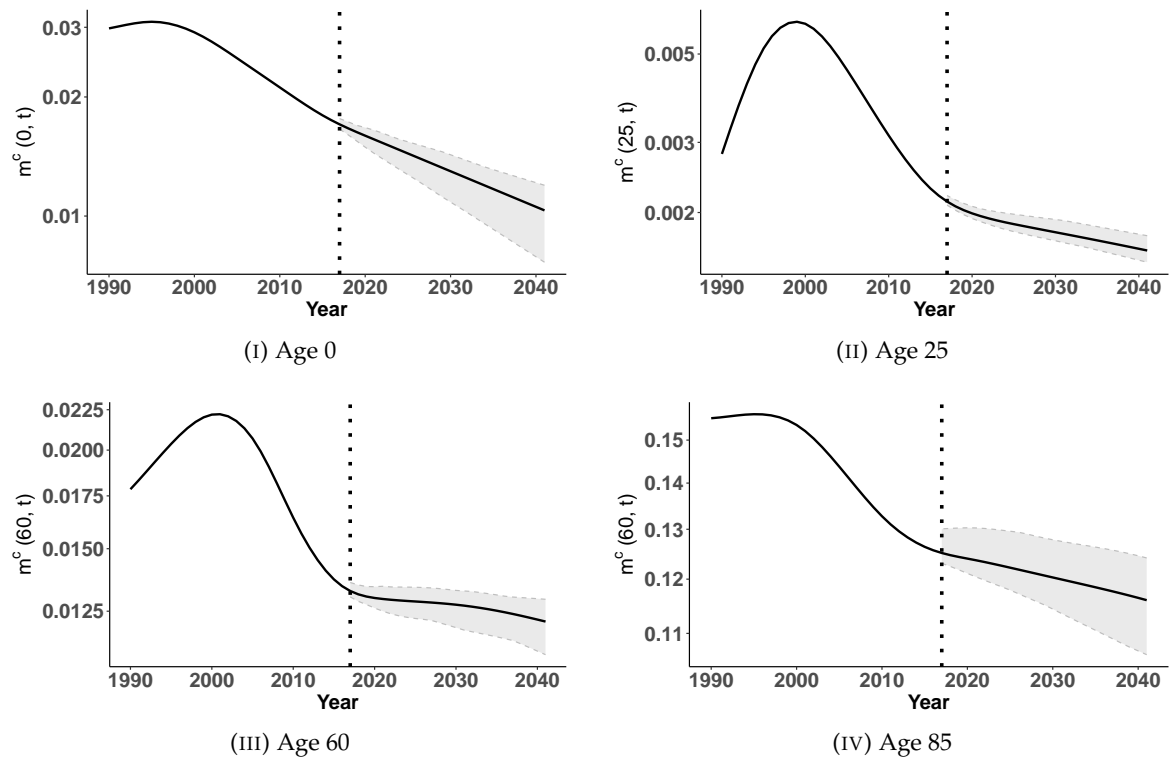 0.03
0.02
0.01
m^c (0, t)
1990 2000 2010 2020 2030 2040
Year
(I) Age 0
0.005
0.003
0.002
m^c (25, t)
1990 2000 2010 2020 2030 2040
Year
(II) Age 25
0.0225
0.0200
0.0175
0.0150
0.0125
m^c (60, t)
1990 2000 2010 2020 2030 2040
Year
(III) Age 60
0.15
0.14
0.13
0.12
0.11
m^c (60, t)
1990 2000 2010 2020 2030 2040
Year
(IV) Age 85